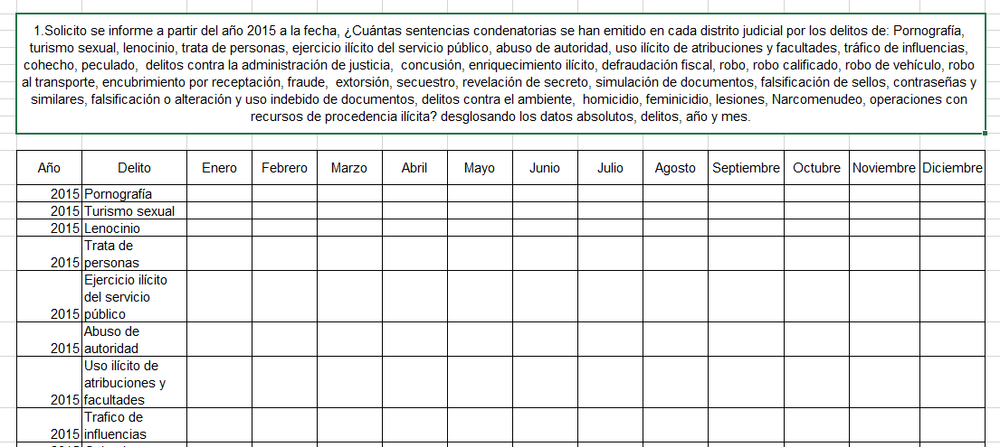 1.Solicito se informe a partir del año 2015 a la fecha, ¿Cuántas sentencias condenatorias se han emitido en cada distrito judicial por los delitos de: Pornografía,
turismo sexual, lenocinio, trata de personas, ejercicio ilícito del servicio público, abuso de autoridad, uso ilícito de atribuciones y facultades, tráfico de influencias,
cohecho, peculado, delitos contra la administración de justicia, concusión, enriquecimiento ilícito, defraudación fiscal, robo, robo calificado, robo de vehículo, robo
al transporte, encubrimiento por receptación, fraude, extorsión, secuestro, revelación de secreto, simulación de documentos, falsificación de sellos, contraseñas y
similares, falsificación o alteración y uso indebido de documentos, delitos contra el ambiente, homicidio, feminicidio, lesiones, Narcomenudeo, operaciones con
recursos de procedencia ilícita? desglosando los datos absolutos, delitos, año y mes.
Año Delito Enero Febrero Marzo Abril Mayo Junio Julio Agosto Septiembre Octubre Noviembre Diciembre
2015 Pornografía
2015 Turismo sexual
2015 Lenocinio
Trata de
2015 personas
Ejercicio ilícito
del servicio
2015 público
Abuso de
2015 autoridad
Uso ilícito de
atribuciones y
2015 facultades
Trafico de
2015 influencias